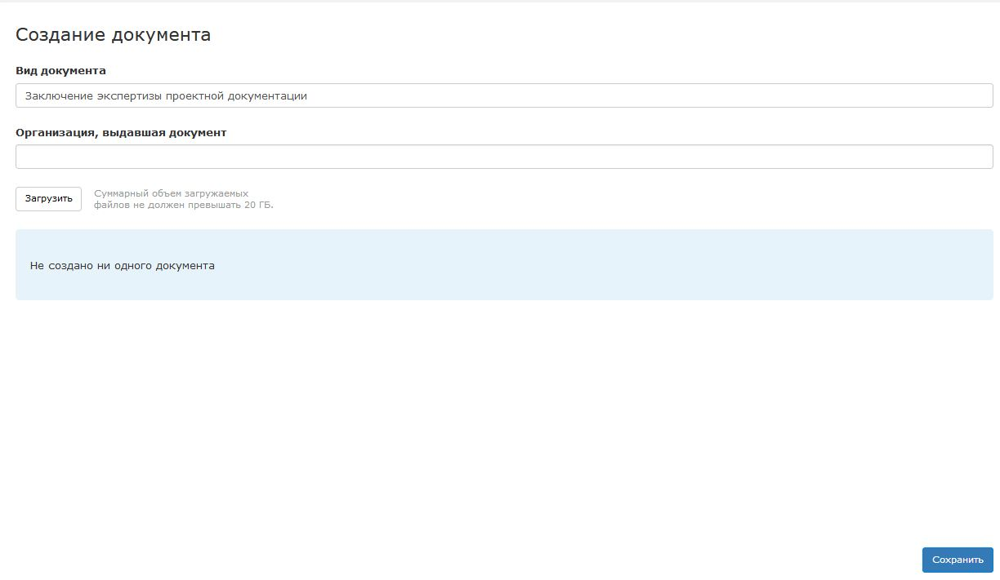 Создание документа
Вид документа
Заключение экспертизы проектной документации
Организация, выдавшая документ
Загрузить
Суммарный объем загружаемых
файлов не должен превышать 20 ГБ.
Не создано ни одного документа
Сохранить